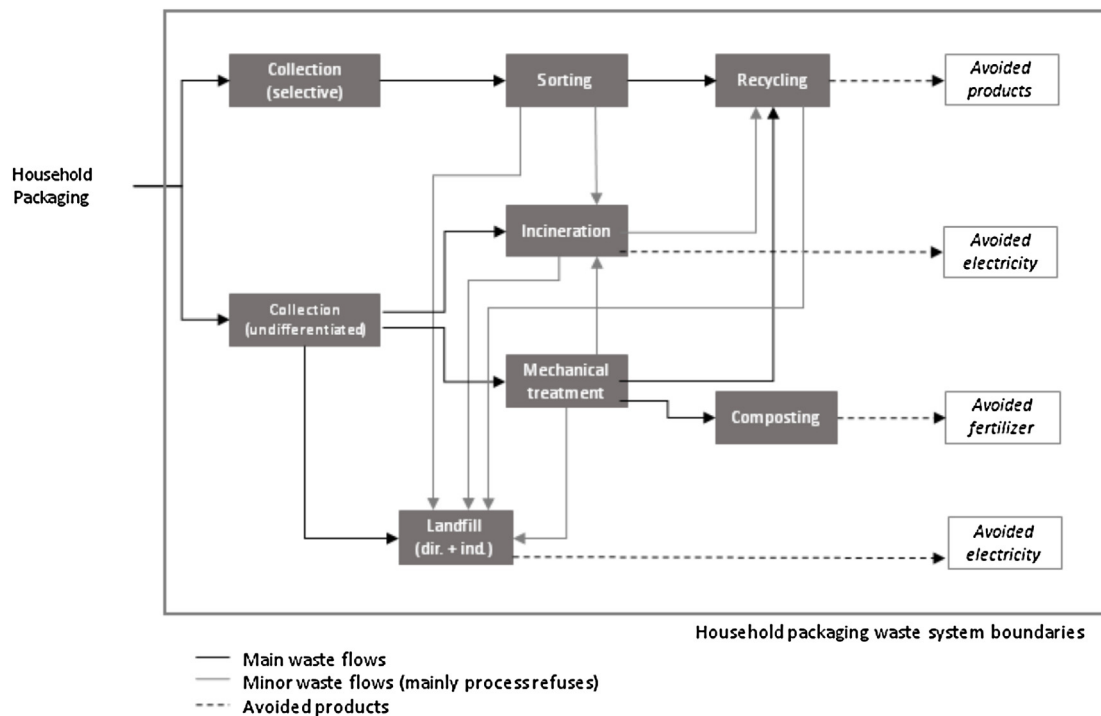 Collection
(selective)
Sorting
Recycling
Avoided
products
Household
Packaging
Incineration
Avoided
electricity
Collection
(undifferentiated)
Mechanical
treatment
Composting
Avoided
fertilizer
Landfill
(dir. + ind.)
Avoided
electricity
Household packaging waste system boundaries
Main waste flows
Minor waste flows (mainly process refuses)
Avoided products